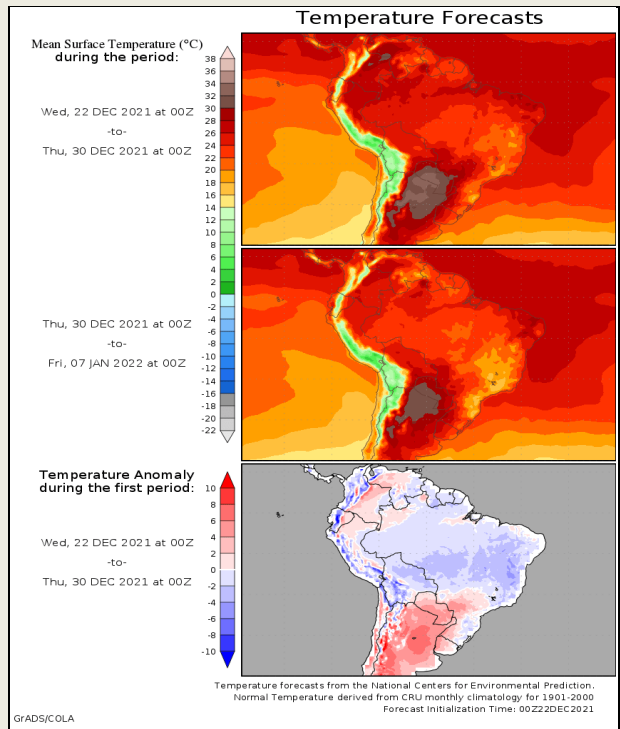 Temperature Forecasts
Mean Surface Temperature (°C)
during the period:
Wed, 22 DEC 2021 at 00Z
-to-
Thu, 30 DEC 2021 at 00Z
38
36
34
32
30
28
26
24
22
20
18
16
14
12
10
8
6
4
2
0
-2
-4
-6
-8
-10
-12
-14
-16
-18
-20
-22
Thu, 30 DEC 2021 at 00Z
-to-
Fri, 07 JAN 2022 at 00Z
Temperature Anomaly
during the first period:
Wed, 22 DEC 2021 at 00Z
-to-
Thu, 30 DEC 2021 at 00Z
10
8
6
4
2
0
-2
-4
-6
-8
-10
Temperature forecasts from the National Centers for Environmental Prediction.
Normal Temperature derived from CRU monthly climatology for 1901-2000
Forecast Initialization Time: 00Z22DEC2021
GrADS/COLA